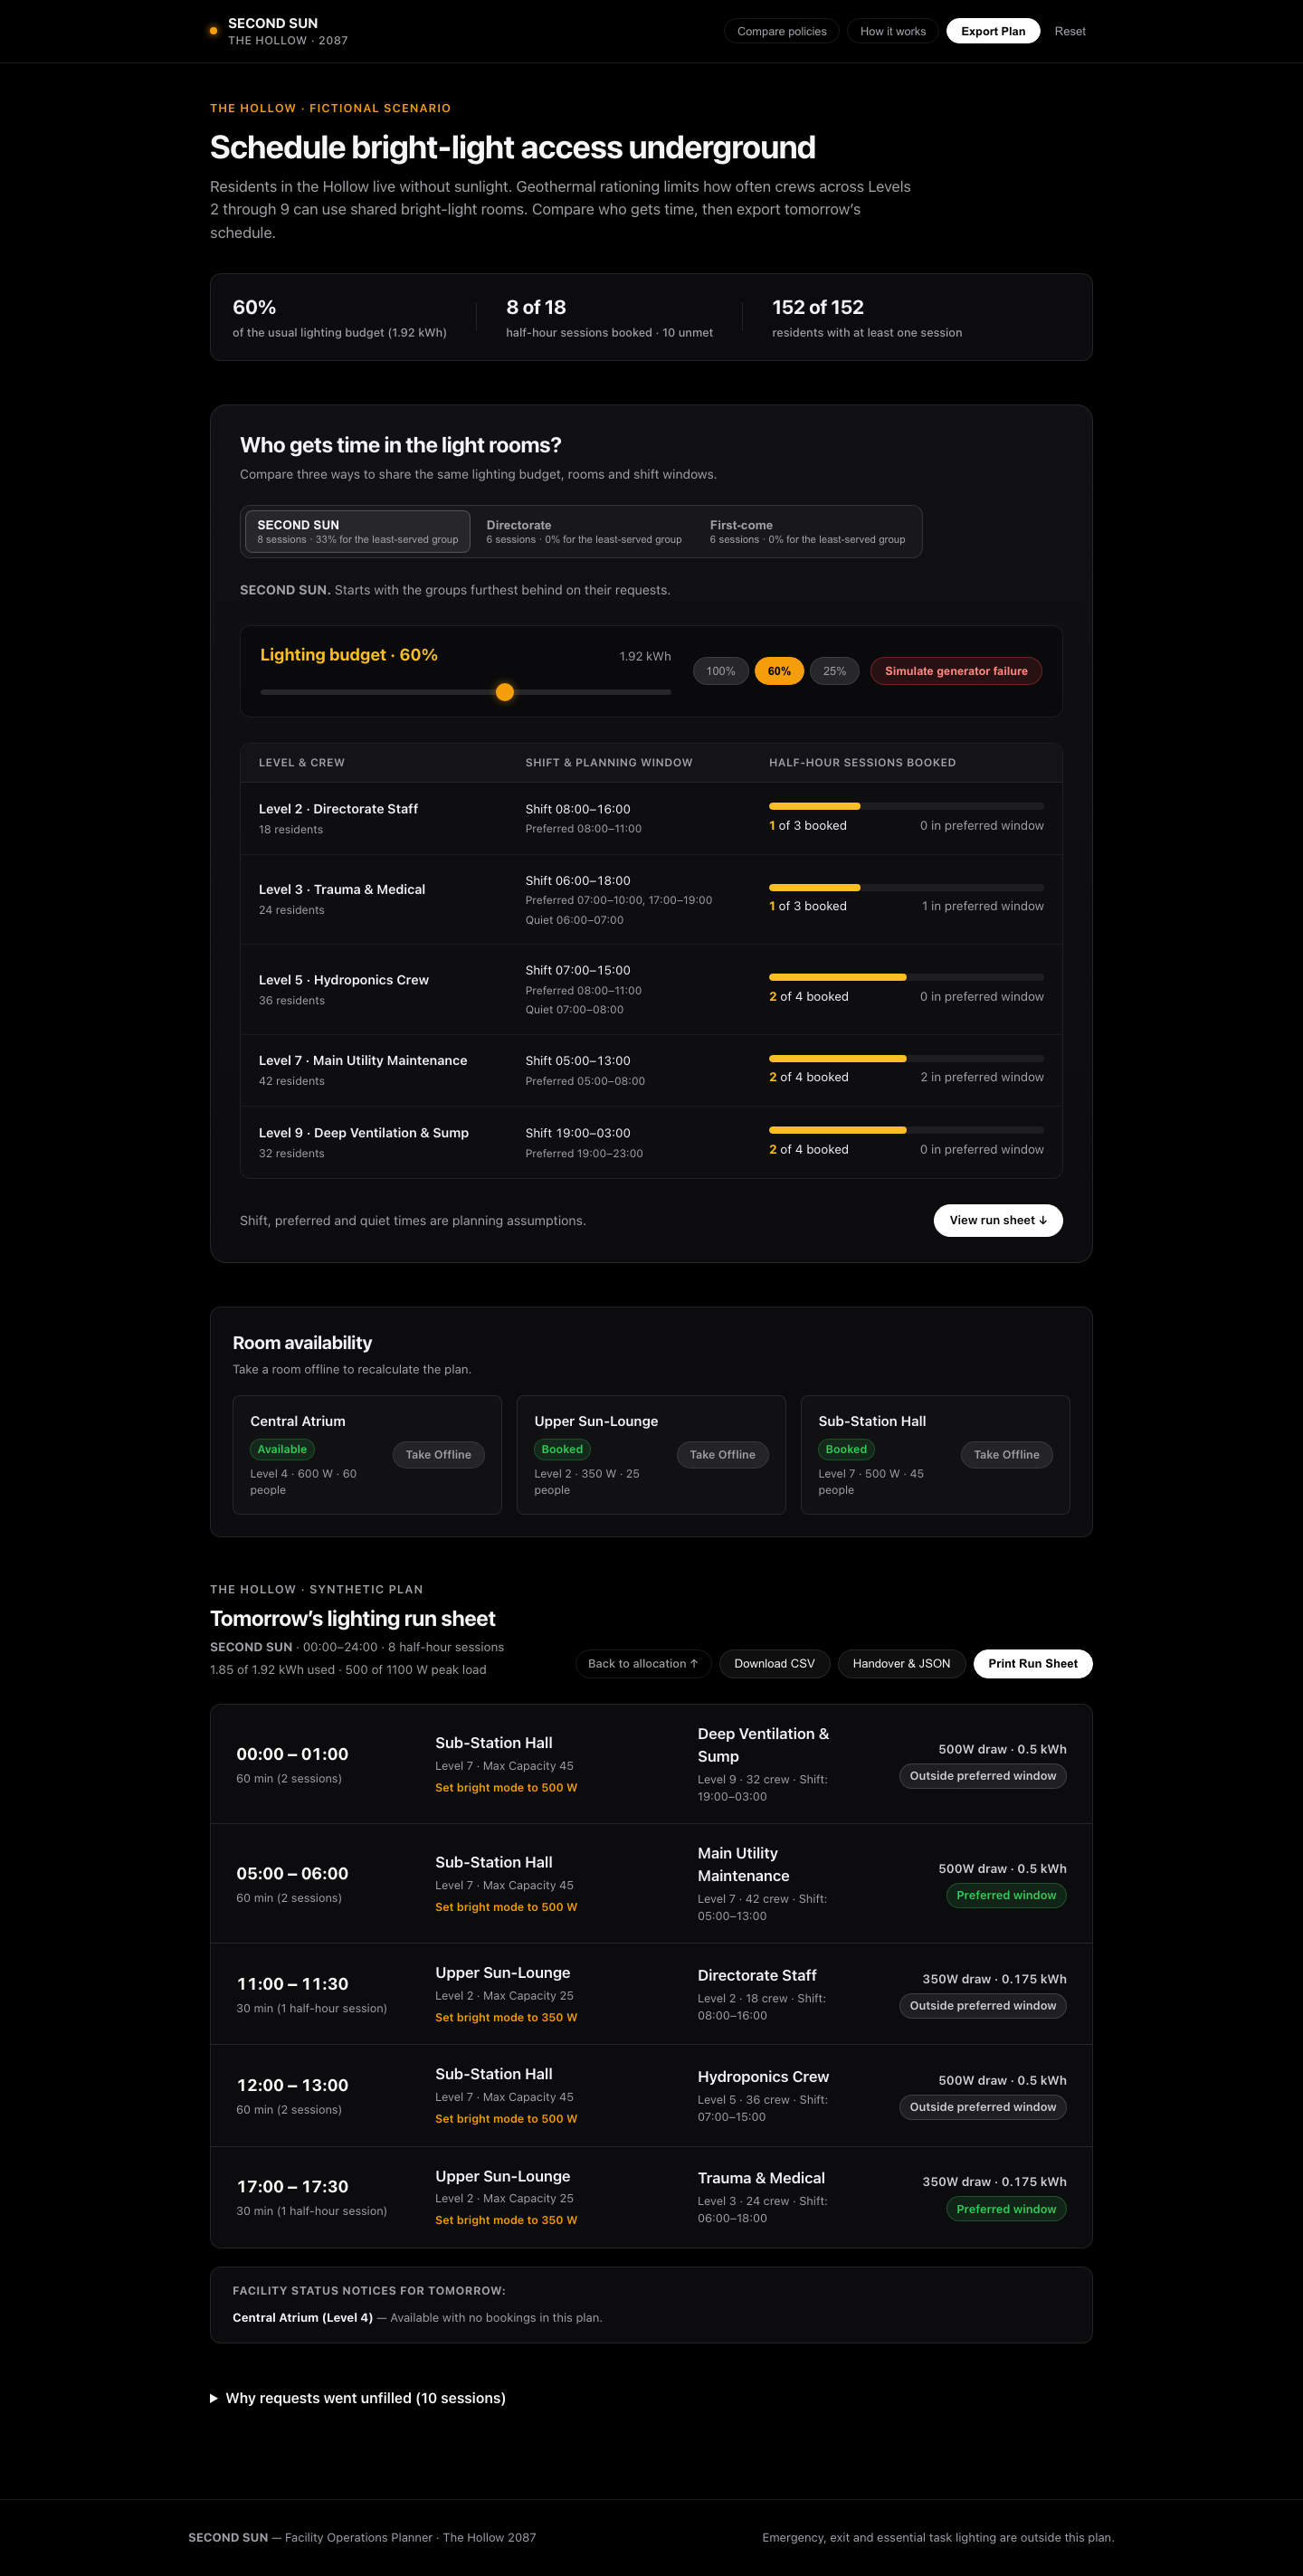 SECOND SUN
THE HOLLOW · 2087
Compare policies
How it works
Export Plan
Reset
THE HOLLOW · FICTIONAL SCENARIO
Schedule bright-light access underground
Residents in the Hollow live without sunlight. Geothermal rationing limits how often crews across Levels
2 through 9 can use shared bright-light rooms. Compare who gets time, then export tomorrow’s
schedule.
60%
of the usual lighting budget (1.92 kWh)
8 of 18
half-hour sessions booked · 10 unmet
152 of 152
residents with at least one session
Who gets time in the light rooms?
Compare three ways to share the same lighting budget, rooms and shift windows.
SECOND SUN
8 sessions · 33% for the least-served group
Directorate
6 sessions · 0% for the least-served group
First-come
6 sessions · 0% for the least-served group
SECOND SUN. Starts with the groups furthest behind on their requests.
Lighting budget · 60%
1.92 kWh
100%
60%
25%
Simulate generator failure
LEVEL & CREW
SHIFT & PLANNING WINDOW
HALF-HOUR SESSIONS BOOKED
Level 2 · Directorate Staff
18 residents
Shift 08:00–16:00
Preferred 08:00–11:00
1 of 3 booked
0 in preferred window
Level 3 · Trauma & Medical
24 residents
Shift 06:00–18:00
Preferred 07:00–10:00, 17:00–19:00
Quiet 06:00–07:00
1 of 3 booked
1 in preferred window
Level 5 · Hydroponics Crew
36 residents
Shift 07:00–15:00
Preferred 08:00–11:00
Quiet 07:00–08:00
2 of 4 booked
0 in preferred window
Level 7 · Main Utility Maintenance
42 residents
Shift 05:00–13:00
Preferred 05:00–08:00
2 of 4 booked
2 in preferred window
Level 9 · Deep Ventilation & Sump
32 residents
Shift 19:00–03:00
Preferred 19:00–23:00
2 of 4 booked
0 in preferred window
Shift, preferred and quiet times are planning assumptions.
View run sheet ↓
Room availability
Take a room offline to recalculate the plan.
Central Atrium
Available
Level 4 · 600 W · 60
people
Take Offline
Upper Sun-Lounge
Booked
Level 2 · 350 W · 25
people
Take Offline
Sub-Station Hall
Booked
Level 7 · 500 W · 45
people
Take Offline
THE HOLLOW · SYNTHETIC PLAN
Tomorrow’s lighting run sheet
SECOND SUN · 00:00–24:00 · 8 half-hour sessions
1.85 of 1.92 kWh used · 500 of 1100 W peak load
Back to allocation ↑
Download CSV
Handover & JSON
Print Run Sheet
00:00 – 01:00
60 min (2 sessions)
Sub-Station Hall
Level 7 · Max Capacity 45
Set bright mode to 500 W
Deep Ventilation &
Sump
Level 9 · 32 crew · Shift:
19:00–03:00
500W draw · 0.5 kWh
Outside preferred window
05:00 – 06:00
60 min (2 sessions)
Sub-Station Hall
Level 7 · Max Capacity 45
Set bright mode to 500 W
Main Utility
Maintenance
Level 7 · 42 crew · Shift:
05:00–13:00
500W draw · 0.5 kWh
Preferred window
11:00 – 11:30
30 min (1 half-hour session)
Upper Sun-Lounge
Level 2 · Max Capacity 25
Set bright mode to 350 W
Directorate Staff
Level 2 · 18 crew · Shift:
08:00–16:00
350W draw · 0.175 kWh
Outside preferred window
12:00 – 13:00
60 min (2 sessions)
Sub-Station Hall
Level 7 · Max Capacity 45
Set bright mode to 500 W
Hydroponics Crew
Level 5 · 36 crew · Shift:
07:00–15:00
500W draw · 0.5 kWh
Outside preferred window
17:00 – 17:30
30 min (1 half-hour session)
Upper Sun-Lounge
Level 2 · Max Capacity 25
Set bright mode to 350 W
Trauma & Medical
Level 3 · 24 crew · Shift:
06:00–18:00
350W draw · 0.175 kWh
Preferred window
FACILITY STATUS NOTICES FOR TOMORROW:
Central Atrium (Level 4) — Available with no bookings in this plan.
▶ Why requests went unfilled (10 sessions)
SECOND SUN — Facility Operations Planner · The Hollow 2087
Emergency, exit and essential task lighting are outside this plan.